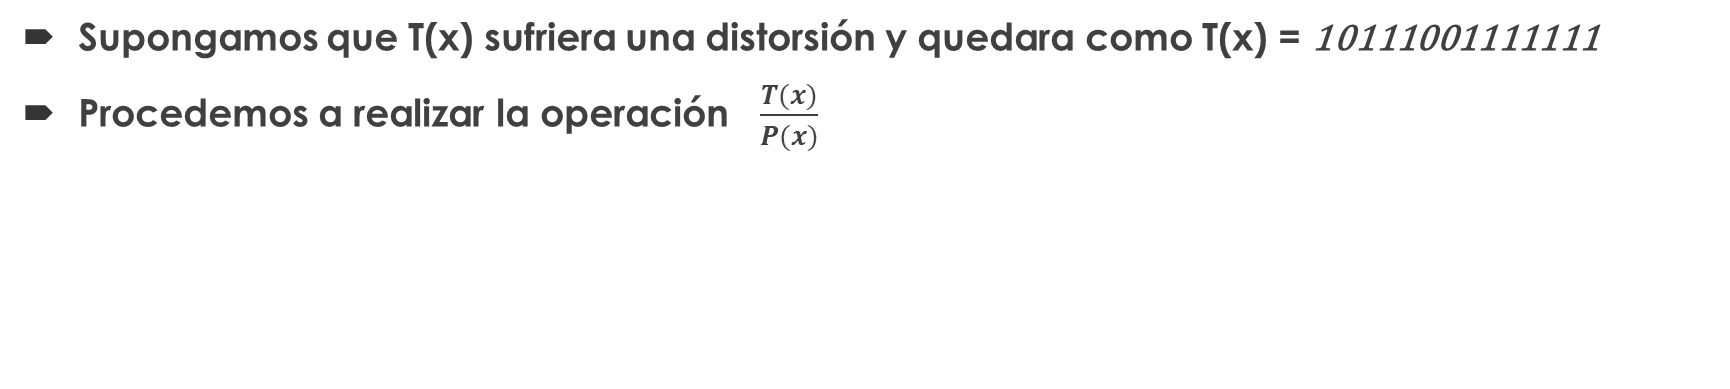 Supongamos que T(x) sufriera una distorsión y quedara como T(x) = 10111001111111
Procedemos a realizar la operación T(x)/P(x)